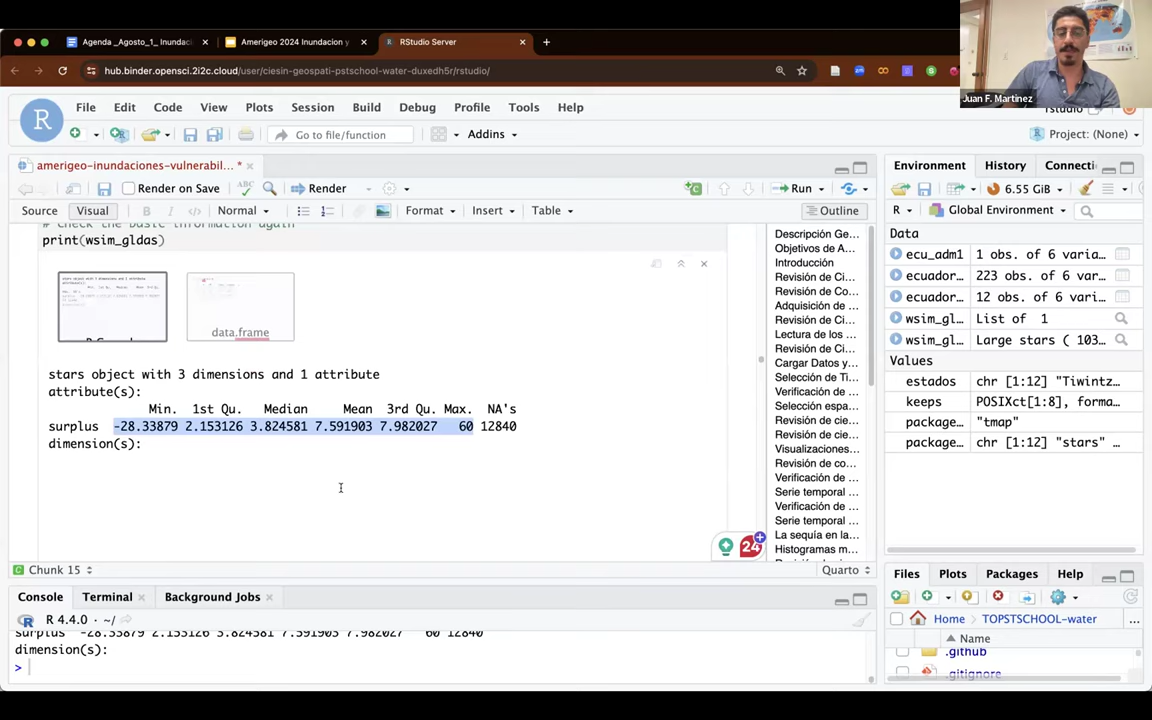 Agenda _Agosto_1_ Inundaci
Amerigeo 2024 Inundacion y
RStudio Server
hub.binder.opensci.2i2c.cloud/user/ciesin-geospati-pstschool-water-duxedh5r/rstudio/
Juan F. Martinez
R
File
Edit
Code
View
Plots
Session
Build
Debug
Profile
Tools
Help
rstudio
Go to file/function
Addins
Project: (None)
amerigeo-inundaciones-vulnerabil... *
Render on Save
ABC
Render
Run
Source
Visual
B
I
Normal
Format
Insert
Table
Outline
# Check the basic information again
print(wsim_gldas)
data.frame
stars object with 3 dimensions and 1 attribute
attribute(s):
Min. 1st Qu. Median Mean 3rd Qu. Max. NA's
surplus -28.33879 2.153126 3.824581 7.591903 7.982027 60 12840
dimension(s):
24
Descripción Ge...
Objetivos de A...
Introducción
Revisión de Ci...
Revisión de Co...
Adquisición de ...
Revisión de Ci...
Lectura de los ...
Revisión de Ci...
Cargar Datos y...
Selección de Ti...
Verificación de ...
Selección espa...
Revisión de cie...
Verificación de ...
Revisión de cie...
Visualizaciones...
Revisión de co...
Verificación de ...
Serie temporal ...
Verificación de ...
Serie temporal ...
La sequía en la...
Histogramas m...
Chunk 15
Quarto
Console
Terminal
Background Jobs
R 4.4.0 · ~/
surplus -28.33879 2.153126 3.824581 7.591903 7.982027 60 12840
dimension(s):
>
Environment
History
Connecti
6.55 GiB
R
Global Environment
Data
ecu_adm1 1 obs. of 6 varia...
ecuador... 223 obs. of 6 var...
ecuador... 12 obs. of 6 vari...
wsim_gl... List of 1
wsim_gl... Large stars ( 103...
Values
estados chr [1:12] "Tiwintz...
keeps POSIXct[1:8], forma...
package... "tmap"
package... chr [1:12] "stars" ...
Files
Plots
Packages
Help
Home
TOPSTSCHOOL-water
...
Name
.github
.gitignore